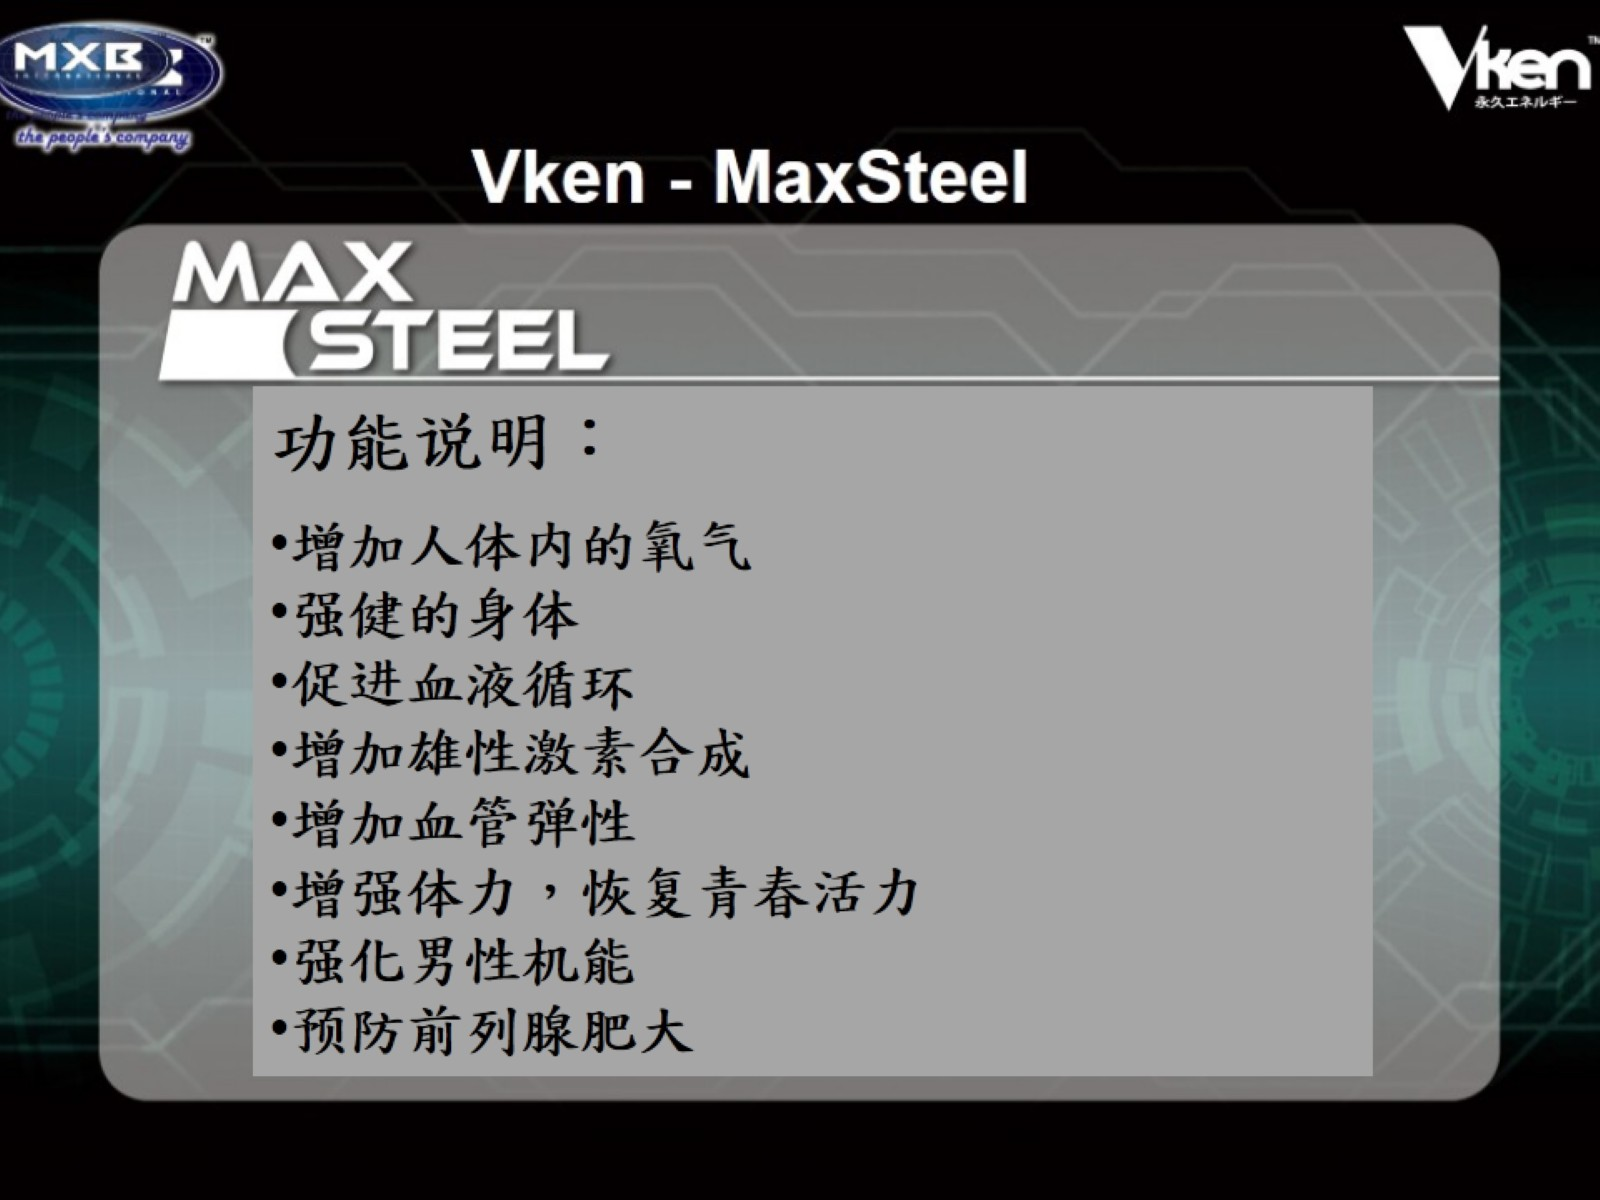 MXB
INTERNATIONAL
the people's company
Vken
永久エネルギー
Vken - MaxSteel
MAX
STEEL
功能说明：
•增加人体内的氧气
•强健的身体
•促进血液循环
•增加雄性激素合成
•增加血管弹性
•增强体力，恢复青春活力
•强化男性机能
•预防前列腺肥大